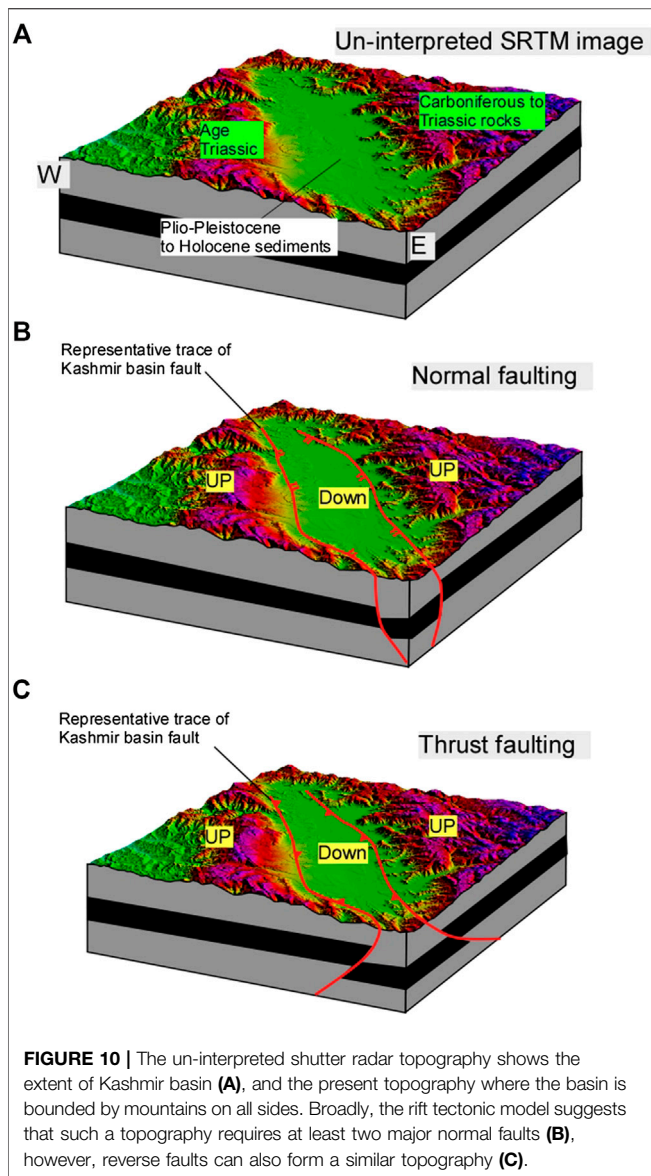 A
Un-interpreted SRTM image
Carboniferous to
Triassic rocks
Age
Triassic
W
Plio-Pleistocene
to Holocene sediments
E
B
Representative trace of
Kashmir basin fault
Normal faulting
UP
UP
Down
C
Representative trace of
Kashmir basin fault
Thrust faulting
UP
UP
Down
FIGURE 10 | The un-interpreted shutter radar topography shows the
extent of Kashmir basin (A), and the present topography where the basin is
bounded by mountains on all sides. Broadly, the rift tectonic model suggests
that such a topography requires at least two major normal faults (B),
however, reverse faults can also form a similar topography (C).